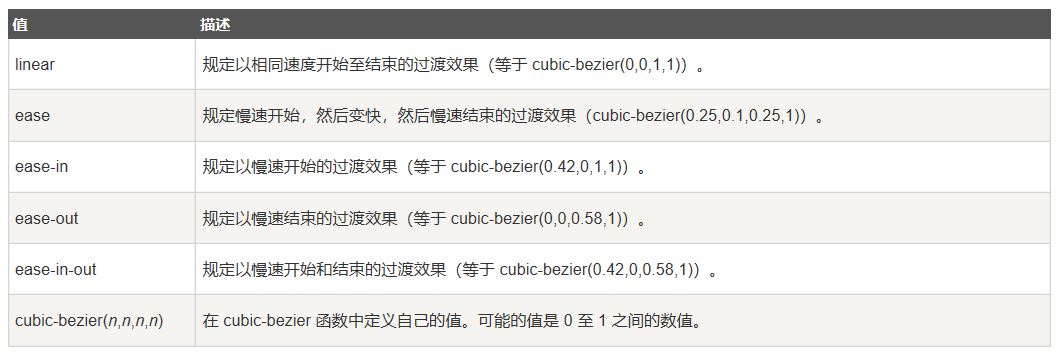 值 描述
linear 规定以相同速度开始至结束的过渡效果（等于 cubic-bezier(0,0,1,1)）。
ease 规定慢速开始，然后变快，然后慢速结束的过渡效果（cubic-bezier(0.25,0.1,0.25,1)）。
ease-in 规定以慢速开始的过渡效果（等于 cubic-bezier(0.42,0,1,1)）。
ease-out 规定以慢速结束的过渡效果（等于 cubic-bezier(0,0,0.58,1)）。
ease-in-out 规定以慢速开始和结束的过渡效果（等于 cubic-bezier(0.42,0,0.58,1)）。
cubic-bezier(n,n,n,n) 在 cubic-bezier 函数中定义自己的值。可能的值是 0 至 1 之间的数值。